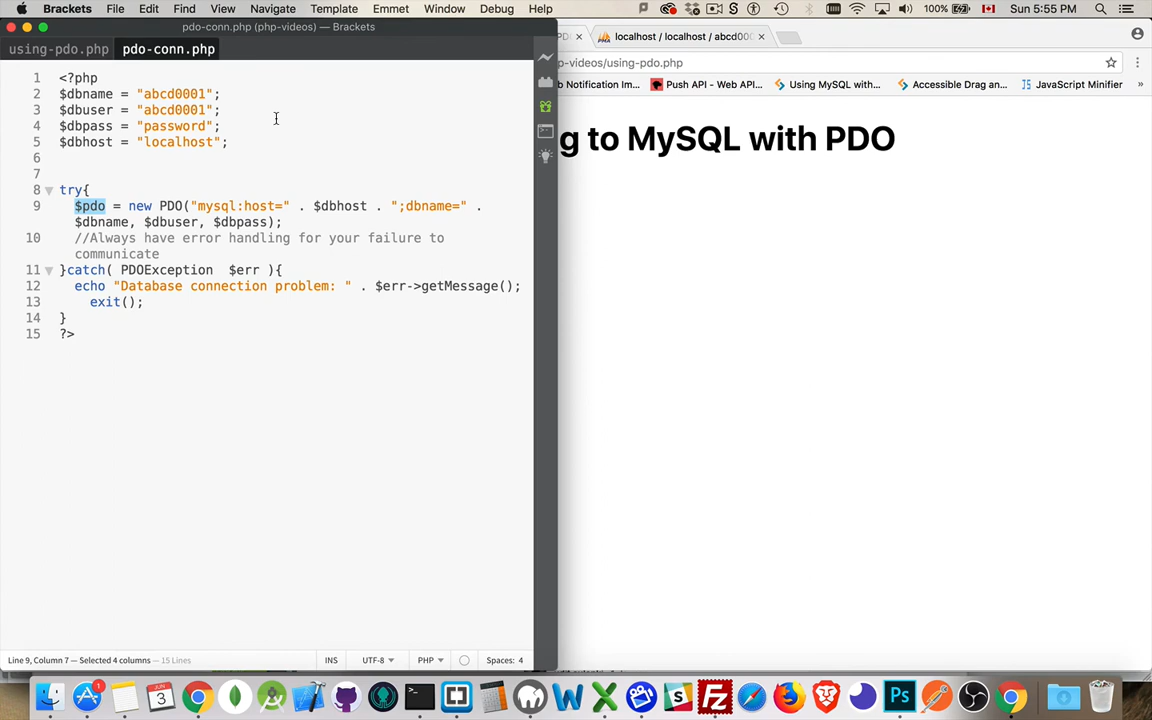 Brackets File Edit Find View Navigate Template Emmet Window Debug Help 100% Sun 5:55 PM
pdo-conn.php (php-videos) — Brackets
using-pdo.php pdo-conn.php
localhost / localhost / abcd000
p-videos/using-pdo.php
b Notification Im... Push API - Web API... Using MySQL with... Accessible Drag an... JS JavaScript Minifier »
1 <?php
2 $dbname = "abcd0001";
3 $dbuser = "abcd0001";
4 $dbpass = "password";
5 $dbhost = "localhost";
6
7
8 try{
9 $pdo = new PDO("mysql:host=" . $dbhost . ";dbname=" .
$dbname, $dbuser, $dbpass);
10 //Always have error handling for your failure to
communicate
11 }catch( PDOException $err ){
12 echo "Database connection problem: " . $err->getMessage();
13 exit();
14 }
15 ?>
g to MySQL with PDO
Line 9, Column 7 — Selected 4 columns — 15 Lines INS UTF-8 PHP Spaces: 4